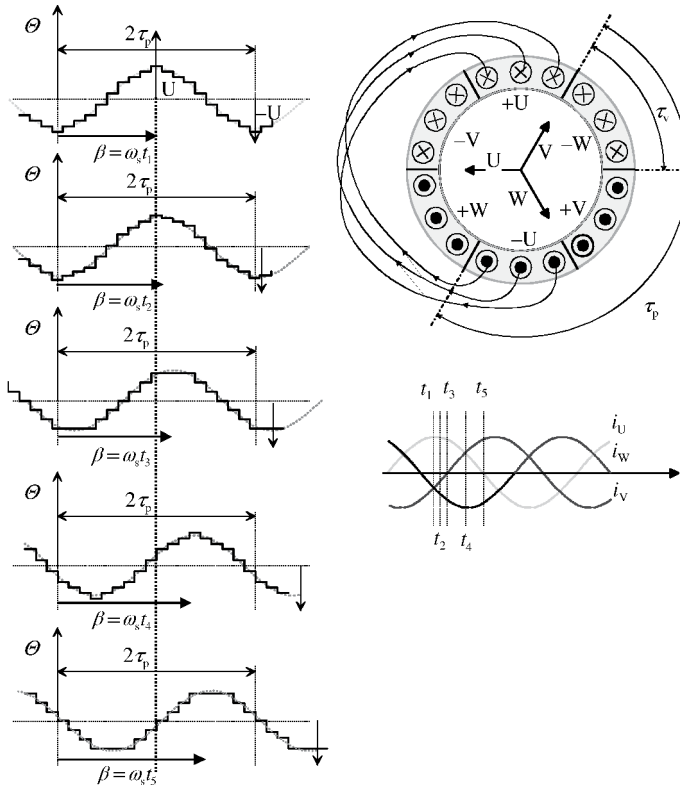 Θ
2τp
U
−U
β=ωst1
Θ
2τp
β=ωst2
Θ
2τp
β=ωst3
Θ
2τp
β=ωst4
Θ
2τp
β=ωst5
+U
−V
−W
U
V
W
+W
+V
−U
τv
τp
t1
t3
t5
iU
iW
iV
t2
t4